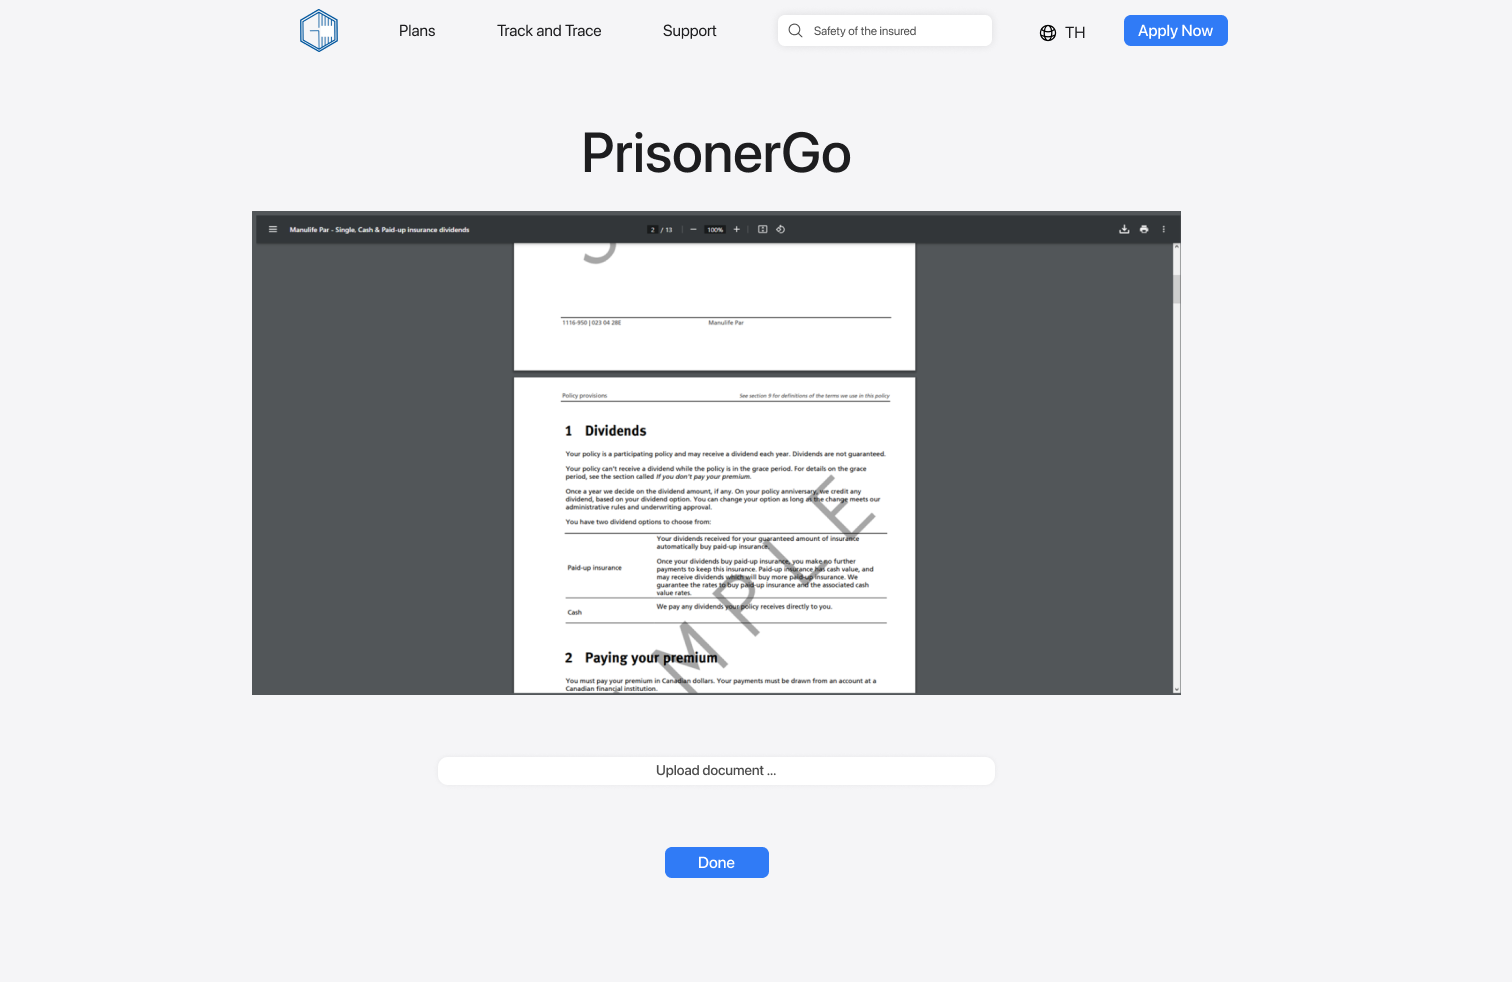 Plans Track and Trace Support Safety of the insured TH Apply Now
PrisonerGo
Manulife Par - Single, Cash & Paid-up insurance dividends 2 / 13 100%
S
1116-950 | 023 04 28E Manulife Par
Policy provisions See section 9 for definitions of the terms we use in this policy
1 Dividends
Your policy is a participating policy and may receive a dividend each year. Dividends are not guaranteed.
Your policy can't receive a dividend while the policy is in the grace period. For details on the grace
period, see the section called If you don't pay your premium.
Once a year we decide on the dividend amount, if any. On your policy anniversary, we credit any
dividend, based on your dividend option. You can change your option as long as the change meets our
administrative rules and underwriting approval.
You have two dividend options to choose from:
Your dividends received for your guaranteed amount of insurance
automatically buy paid-up insurance.
Once your dividends buy paid-up insurance, you make no further
Paid-up insurance payments to keep this insurance. Paid-up insurance has cash value, and
may receive dividends which will buy more paid-up insurance. We
guarantee the rates to buy paid-up insurance and the associated cash
value rates.
Cash We pay any dividends your policy receives directly to you.
MPLE
2 Paying your premium
You must pay your premium in Canadian dollars. Your payments must be drawn from an account at a
Canadian financial institution.
Upload document ...
Done